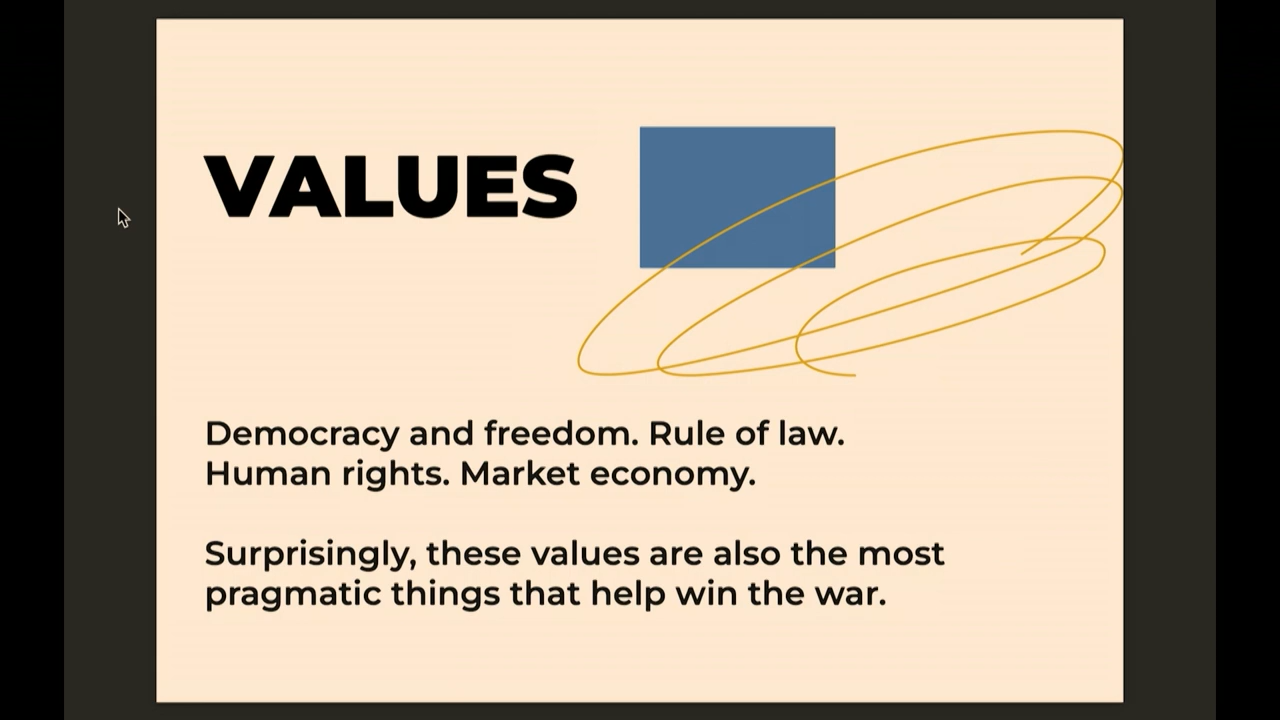 VALUES
Democracy and freedom. Rule of law.
Human rights. Market economy.
Surprisingly, these values are also the most
pragmatic things that help win the war.